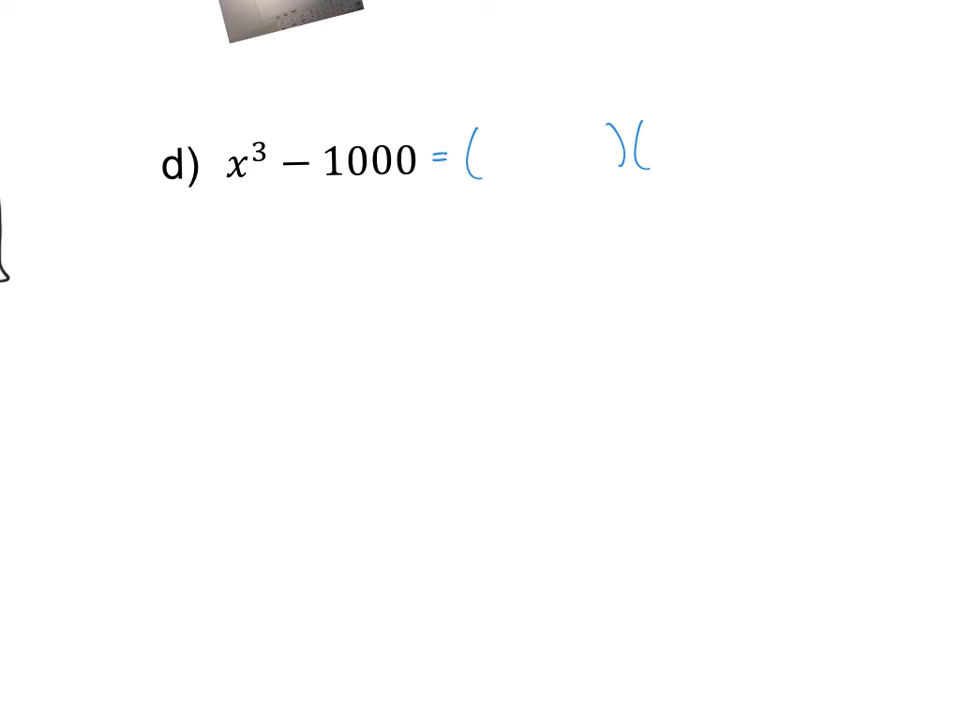 d) x³ − 1000 = (        )(